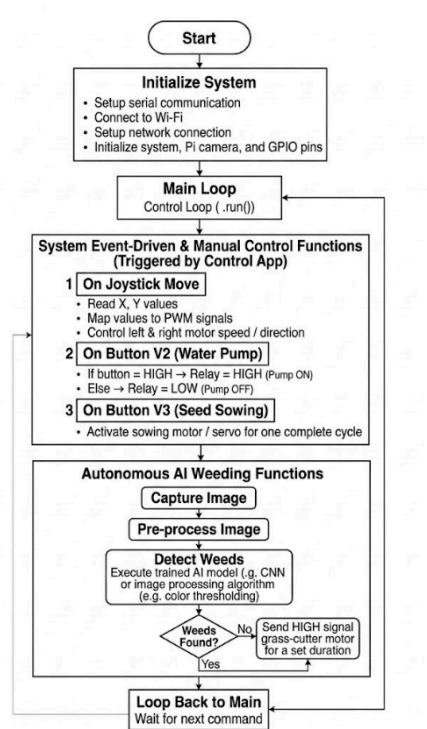 Start
Initialize System
• Setup serial communication
• Connect to Wi-Fi
• Setup network connection
• Initialize system, Pi camera, and GPIO pins
Main Loop
Control Loop ( .run())
System Event-Driven & Manual Control Functions
(Triggered by Control App)
1 On Joystick Move
• Read X, Y values
• Map values to PWM signals
• Control left & right motor speed / direction
2 On Button V2 (Water Pump)
• If button = HIGH → Relay = HIGH (Pump ON)
• Else → Relay = LOW (Pump OFF)
3 On Button V3 (Seed Sowing)
• Activate sowing motor / servo for one complete cycle
Autonomous AI Weeding Functions
Capture Image
Pre-process Image
Detect Weeds
Execute trained AI model (.g. CNN
or image processing algorithm
(e.g. color thresholding)
Weeds
Found?
No
Yes
Send HIGH signal
grass-cutter motor
for a set duration
Loop Back to Main
Wait for next command